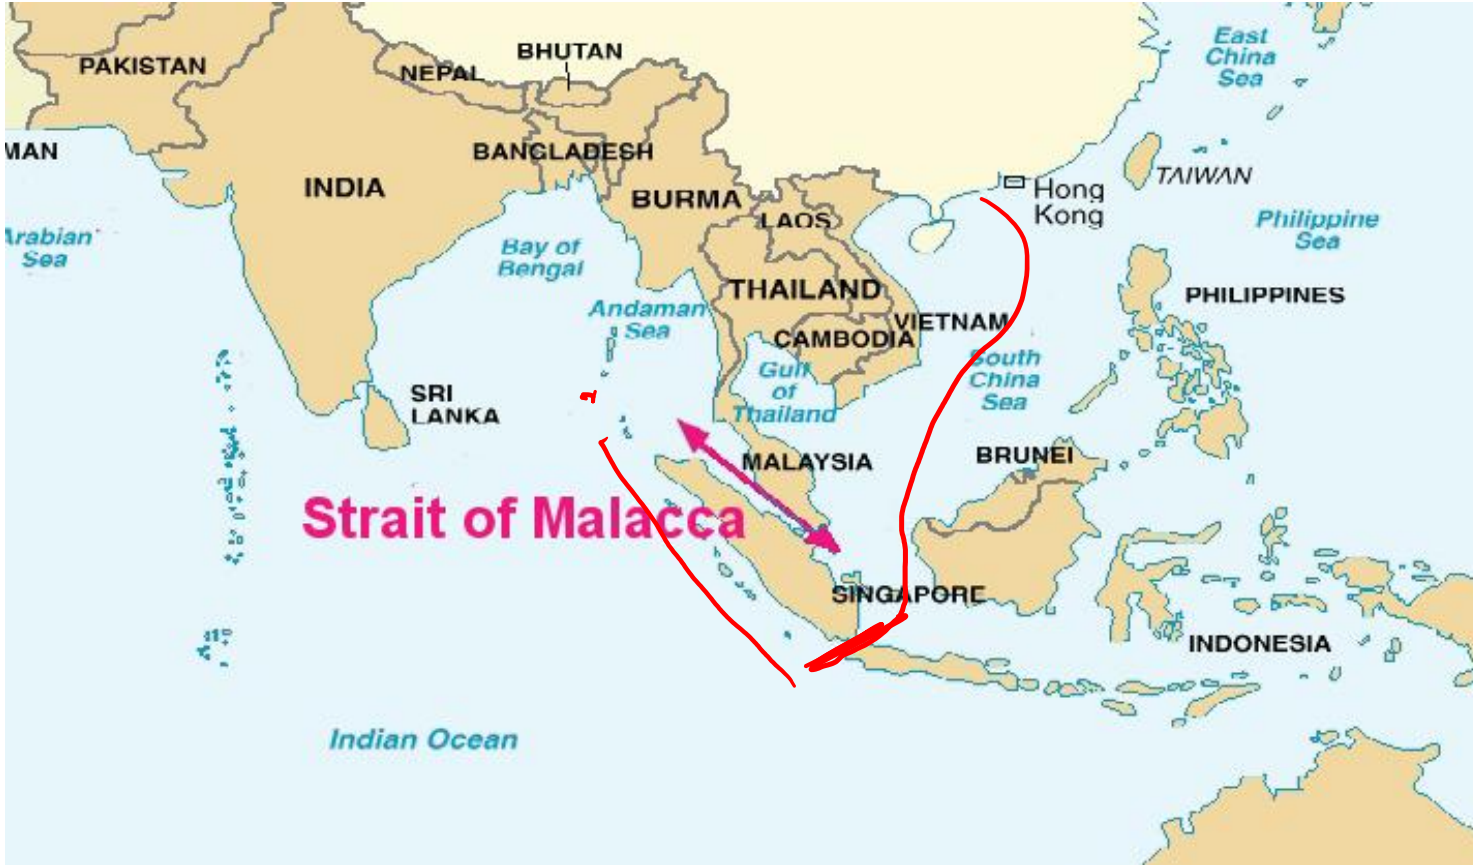 East
China
Sea
BHUTAN
PAKISTAN
NEPAL
MAN
BANGLADESH
TAIWAN
INDIA
BURMA
Hong
Kong
LAOS
Arabian
Sea
Philippine
Sea
Bay of
Bengal
THAILAND
PHILIPPINES
Andaman
Sea
VIETNAM
CAMBODIA
South
China
Sea
Gulf
of
Thailand
SRI
LANKA
MALAYSIA
BRUNEI
Strait of Malacca
SINGAPORE
INDONESIA
Indian Ocean